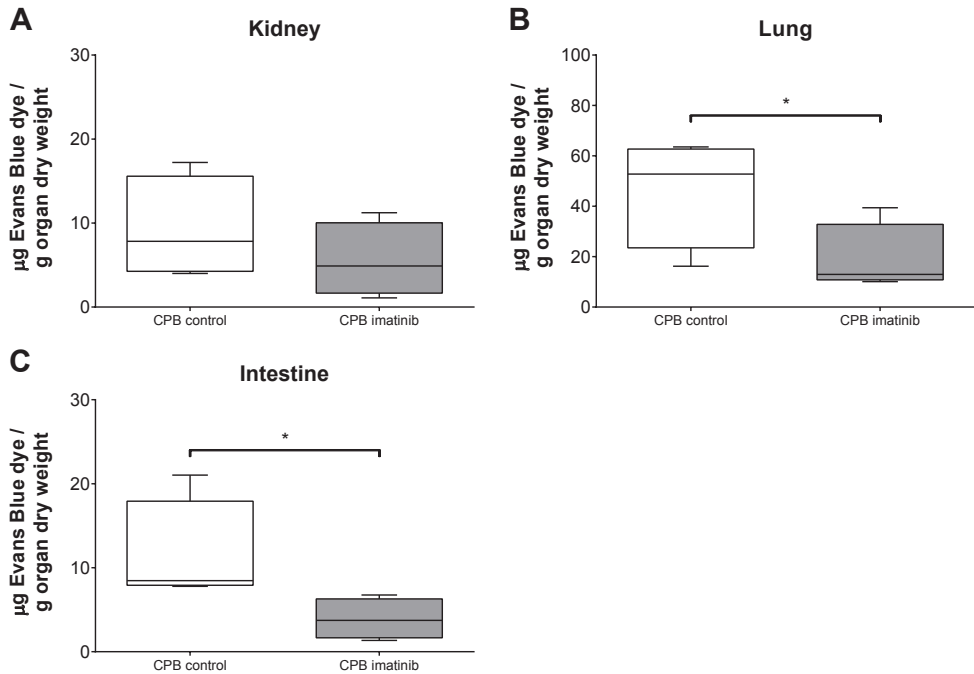 A
Kidney
µg Evans Blue dye /
g organ dry weight
30
20
10
0
CPB control
CPB imatinib
B
Lung
µg Evans Blue dye /
g organ dry weight
100
80
60
40
20
0
*
CPB control
CPB imatinib
C
Intestine
µg Evans Blue dye /
g organ dry weight
30
20
10
0
*
CPB control
CPB imatinib